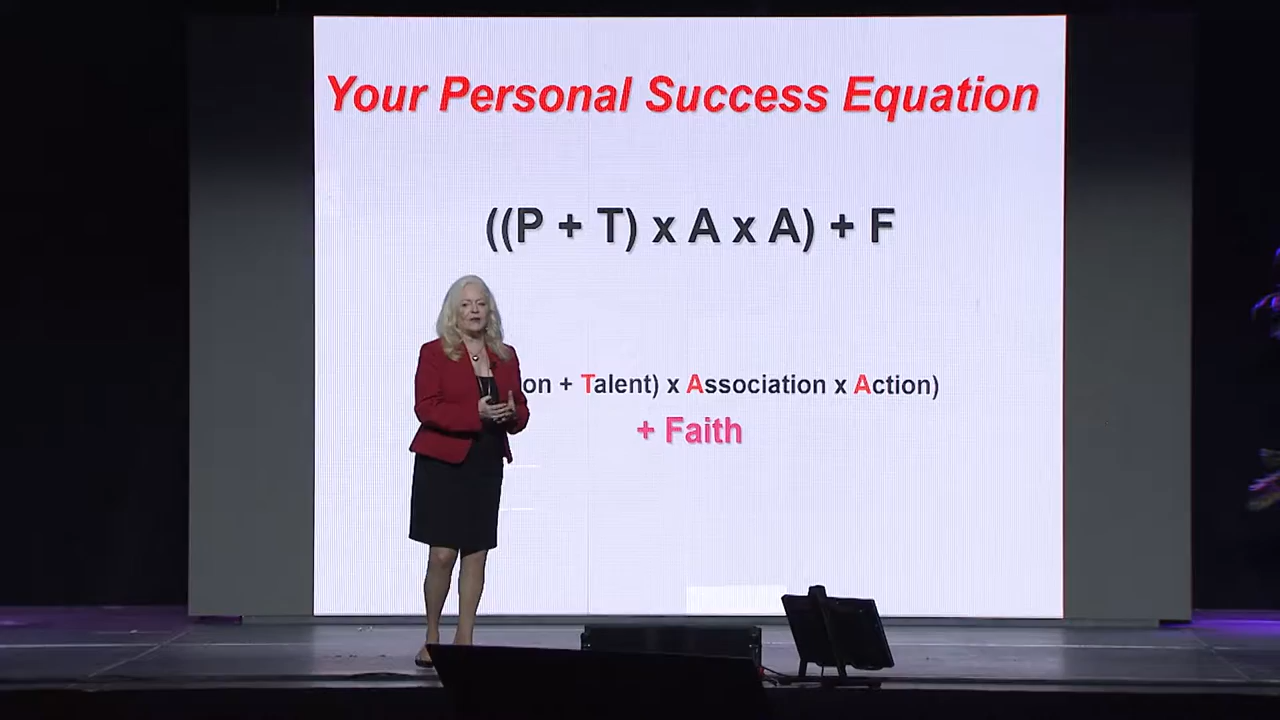 Your Personal Success Equation
((P + T) x A x A) + F
on + Talent) x Association x Action)
+ Faith